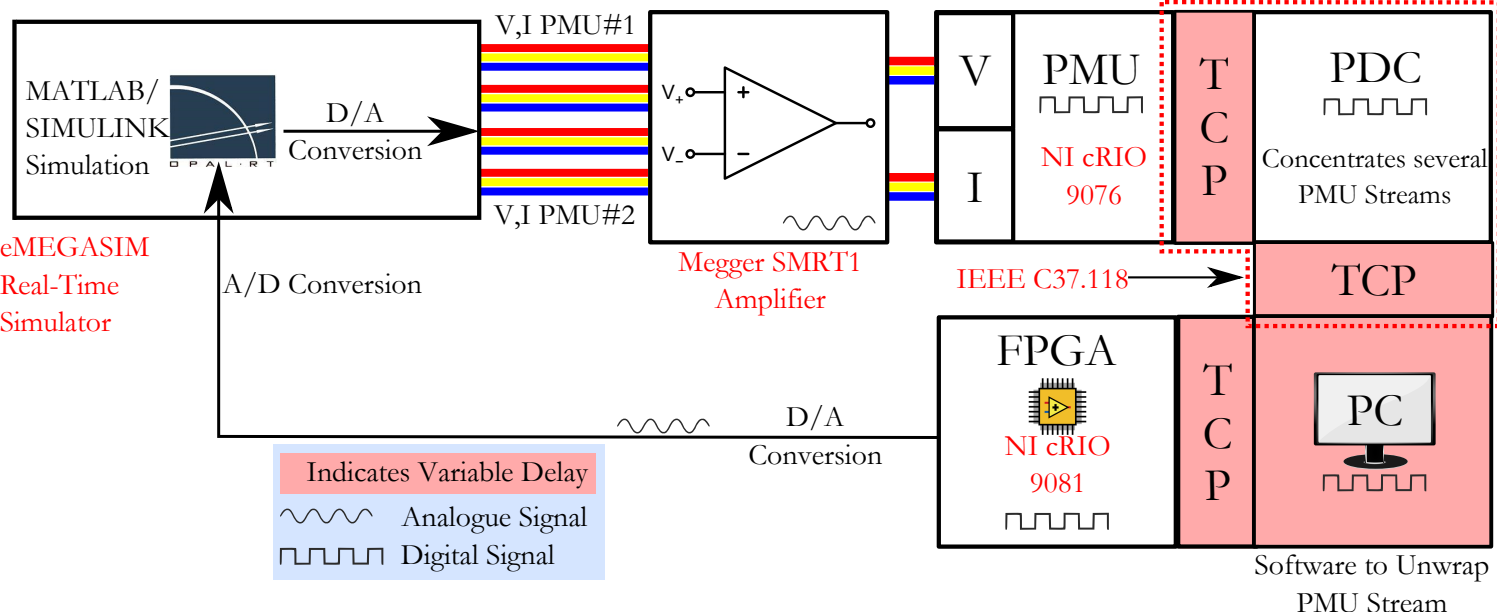 V,I PMU#1
MATLAB/
SIMULINK
Simulation
OPAL-RT
D/A
Conversion
V,I PMU#2
eMEGASIM
Real-Time
Simulator
V+
V−
+
−
Megger SMRT1
Amplifier
V
I
PMU
NI cRIO
9076
T
C
P
PDC
Concentrates several
PMU Streams
IEEE C37.118
TCP
A/D Conversion
FPGA
NI cRIO
9081
T
C
P
PC
Software to Unwrap
PMU Stream
D/A
Conversion
Indicates Variable Delay
Analogue Signal
Digital Signal